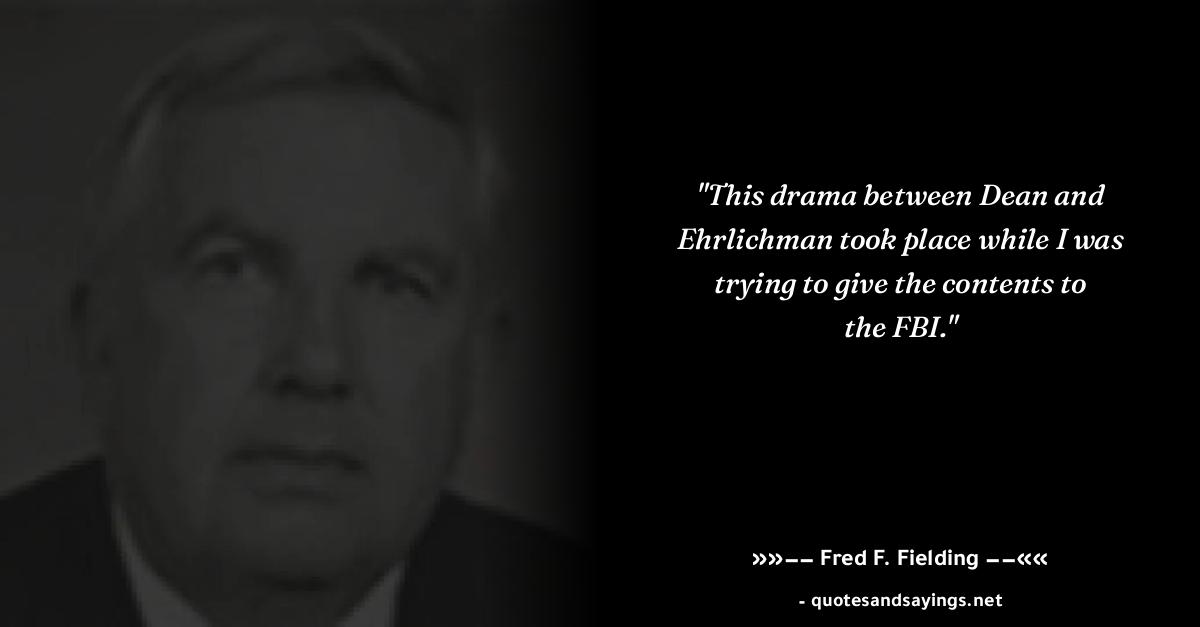 "This drama between Dean and
Ehrlichman took place while I was
trying to give the contents to
the FBI."
»»–– Fred F. Fielding ––««
- quotesandsayings.net